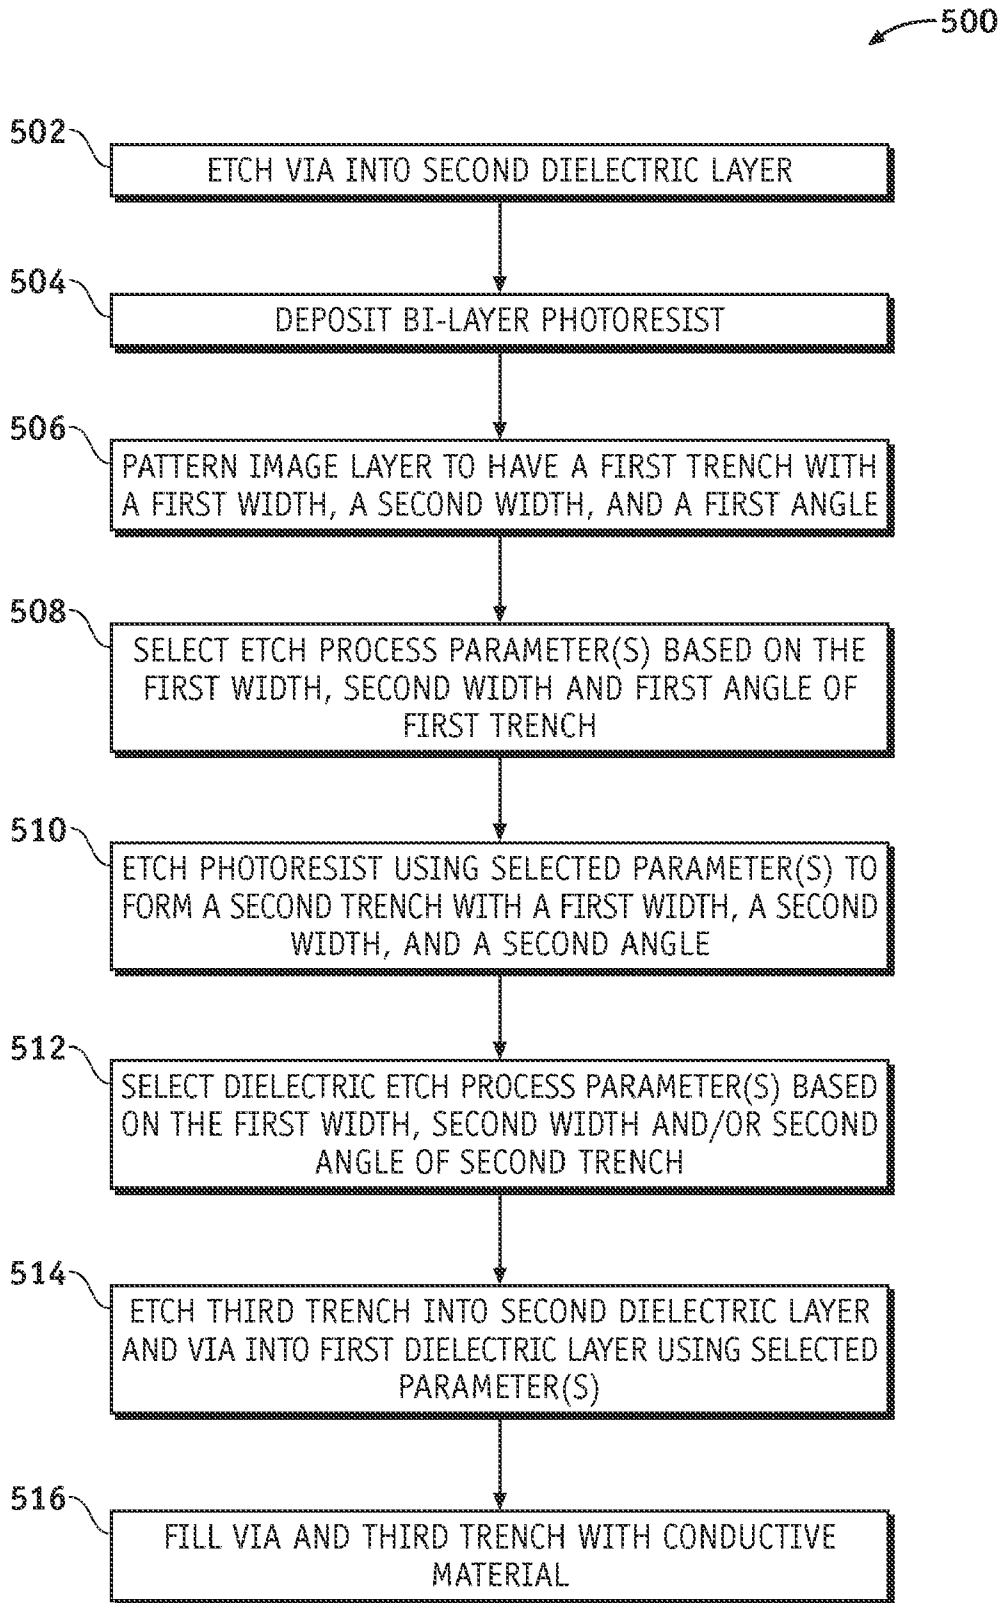 500
502
ETCH VIA INTO SECOND DIELECTRIC LAYER
504
DEPOSIT BI-LAYER PHOTORESIST
506
PATTERN IMAGE LAYER TO HAVE A FIRST TRENCH WITH
A FIRST WIDTH, A SECOND WIDTH, AND A FIRST ANGLE
508
SELECT ETCH PROCESS PARAMETER(S) BASED ON THE
FIRST WIDTH, SECOND WIDTH AND FIRST ANGLE OF
FIRST TRENCH
510
ETCH PHOTORESIST USING SELECTED PARAMETER(S) TO
FORM A SECOND TRENCH WITH A FIRST WIDTH, A SECOND
WIDTH, AND A SECOND ANGLE
512
SELECT DIELECTRIC ETCH PROCESS PARAMETER(S) BASED
ON THE FIRST WIDTH, SECOND WIDTH AND/OR SECOND
ANGLE OF SECOND TRENCH
514
ETCH THIRD TRENCH INTO SECOND DIELECTRIC LAYER
AND VIA INTO FIRST DIELECTRIC LAYER USING SELECTED
PARAMETER(S)
516
FILL VIA AND THIRD TRENCH WITH CONDUCTIVE
MATERIAL